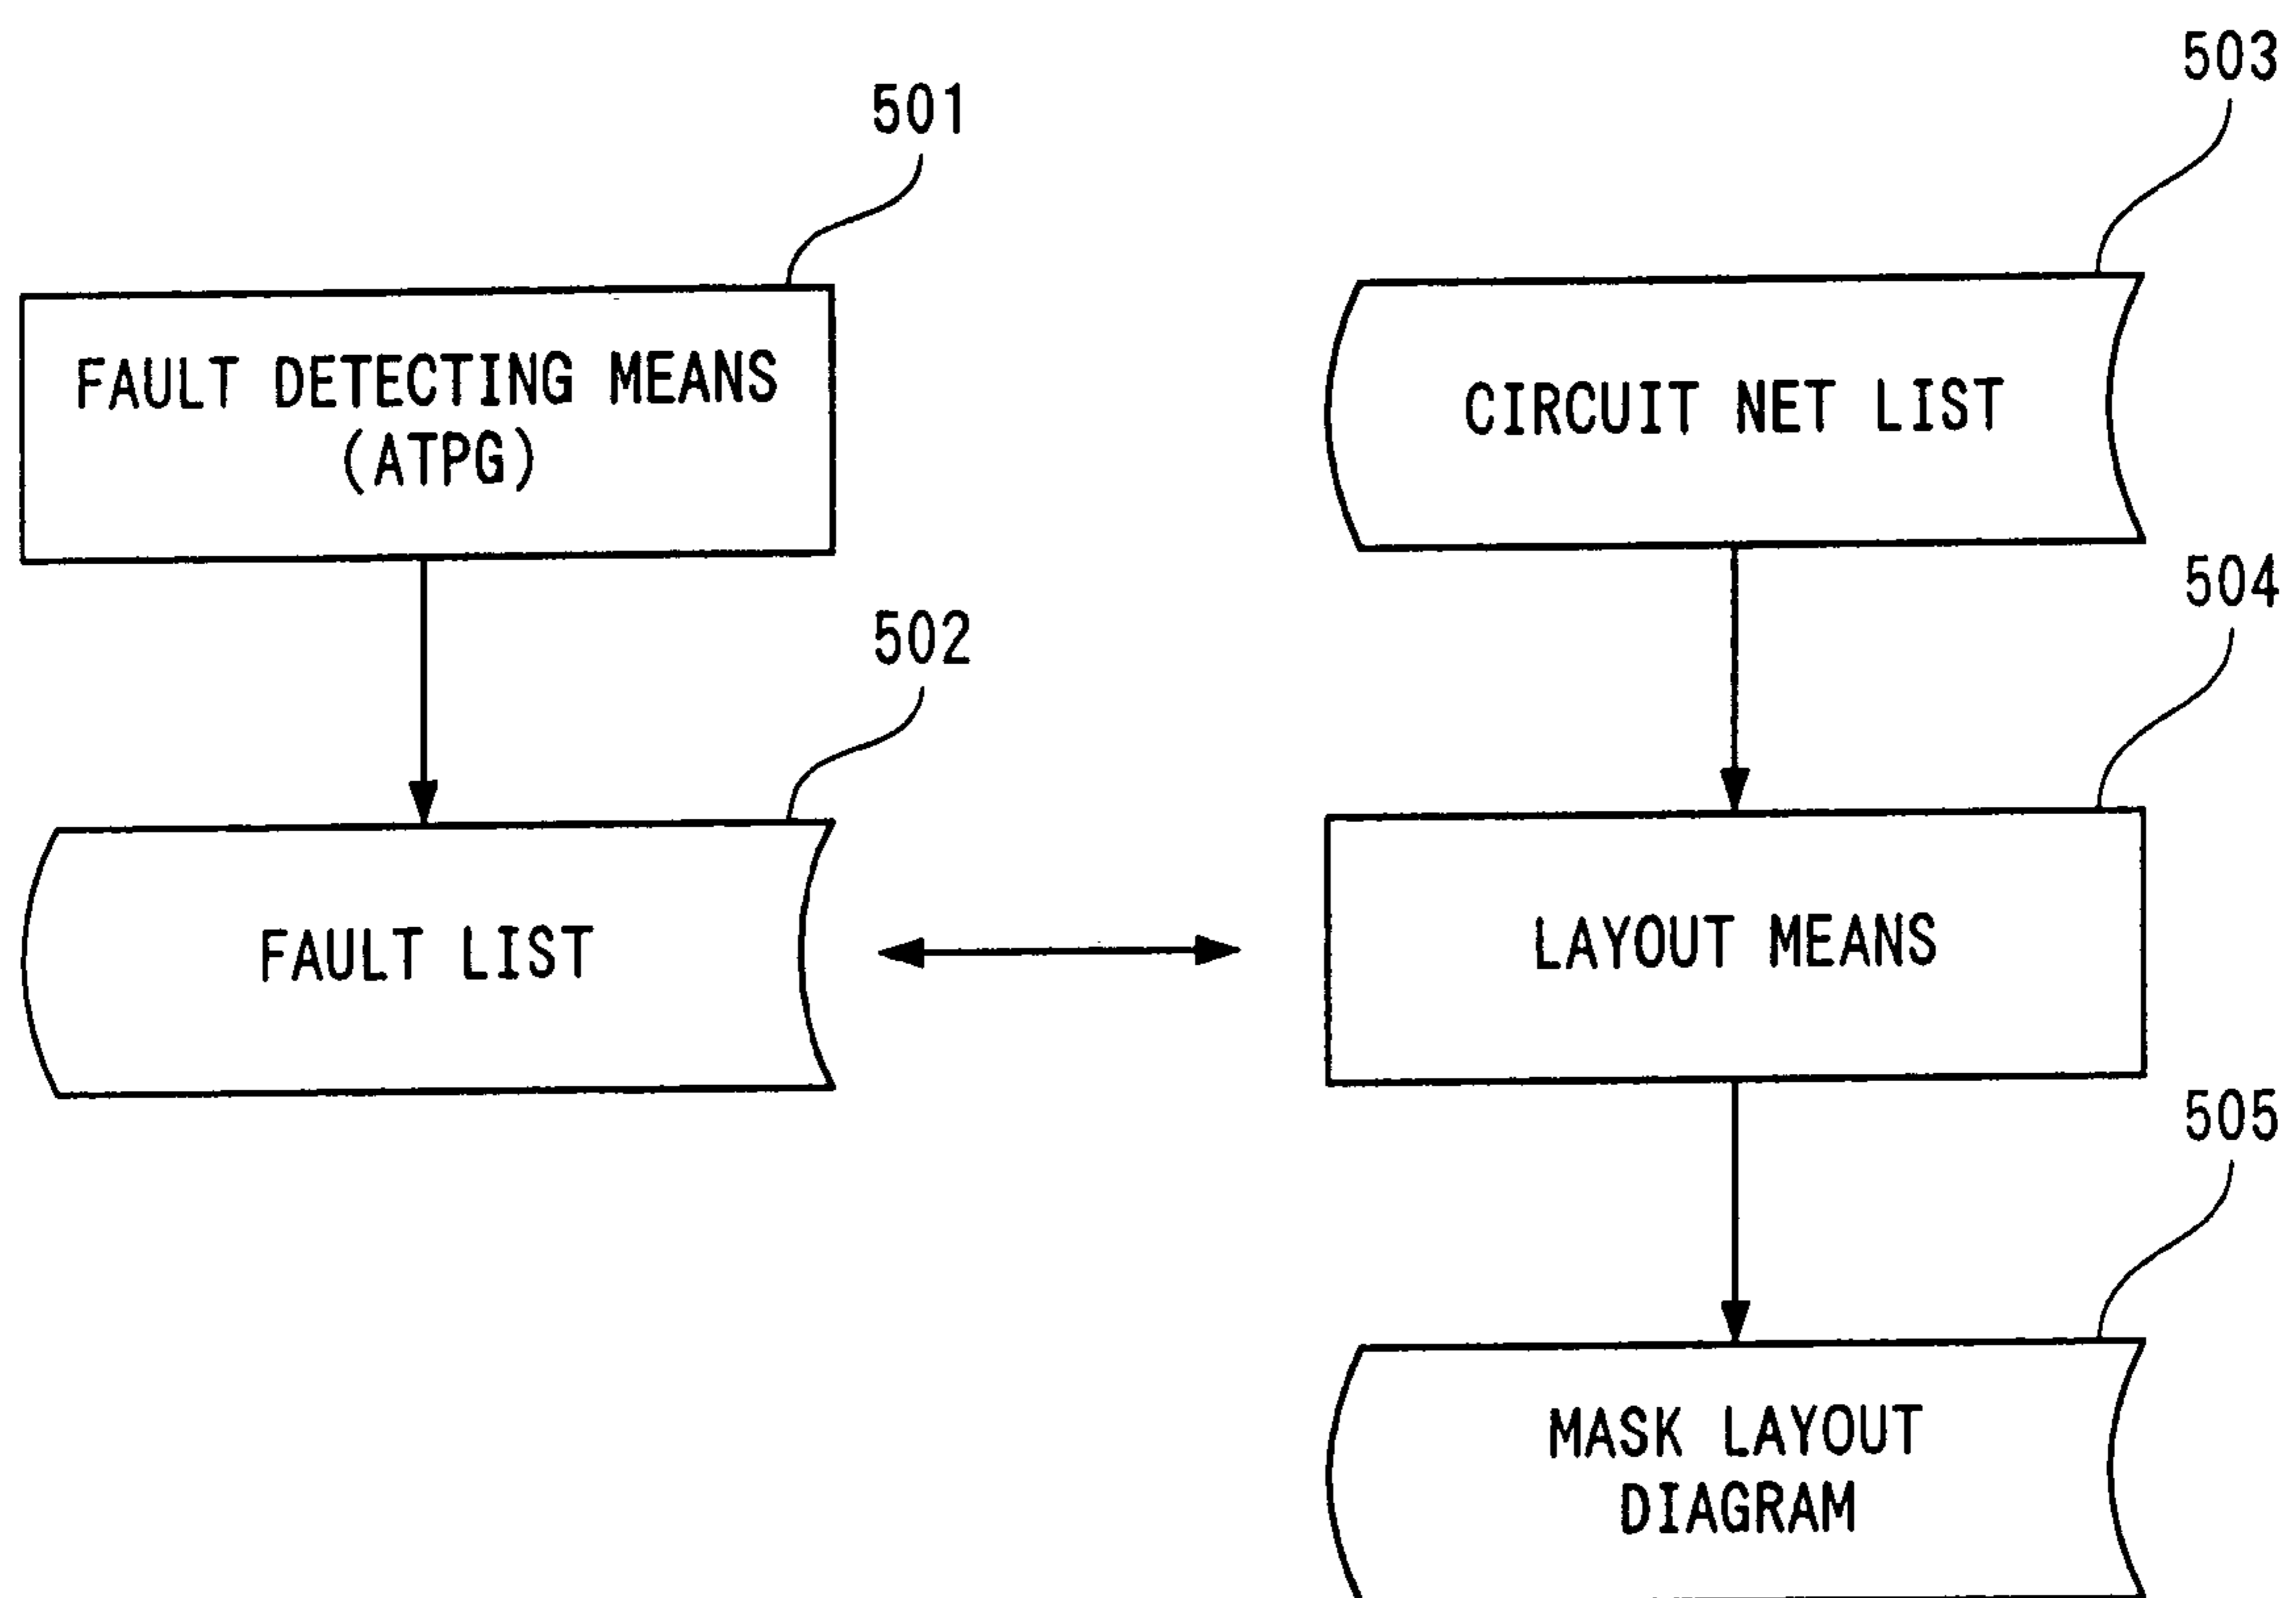 501
FAULT DETECTING MEANS
(ATPG)
502
FAULT LIST
503
CIRCUIT NET LIST
504
LAYOUT MEANS
505
MASK LAYOUT
DIAGRAM